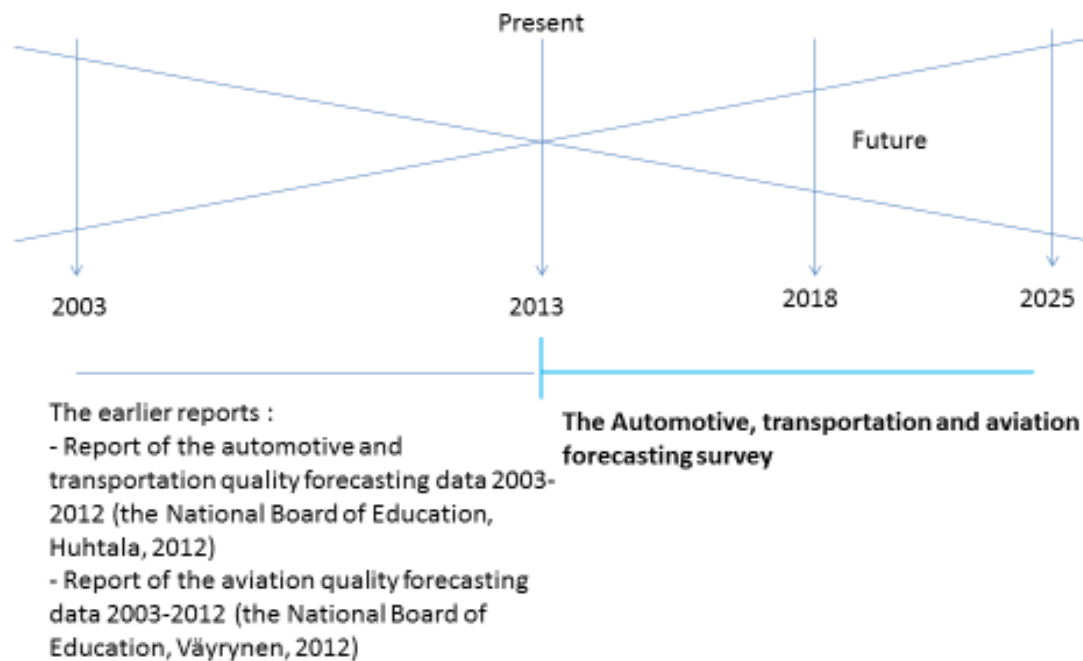 Present
Future
2003
2013
2018
2025
The earlier reports :
- Report of the automotive and
transportation quality forecasting data 2003-
2012 (the National Board of Education,
Huhtala, 2012)
- Report of the aviation quality forecasting
data 2003-2012 (the National Board of
Education, Väyrynen, 2012)
The Automotive, transportation and aviation
forecasting survey